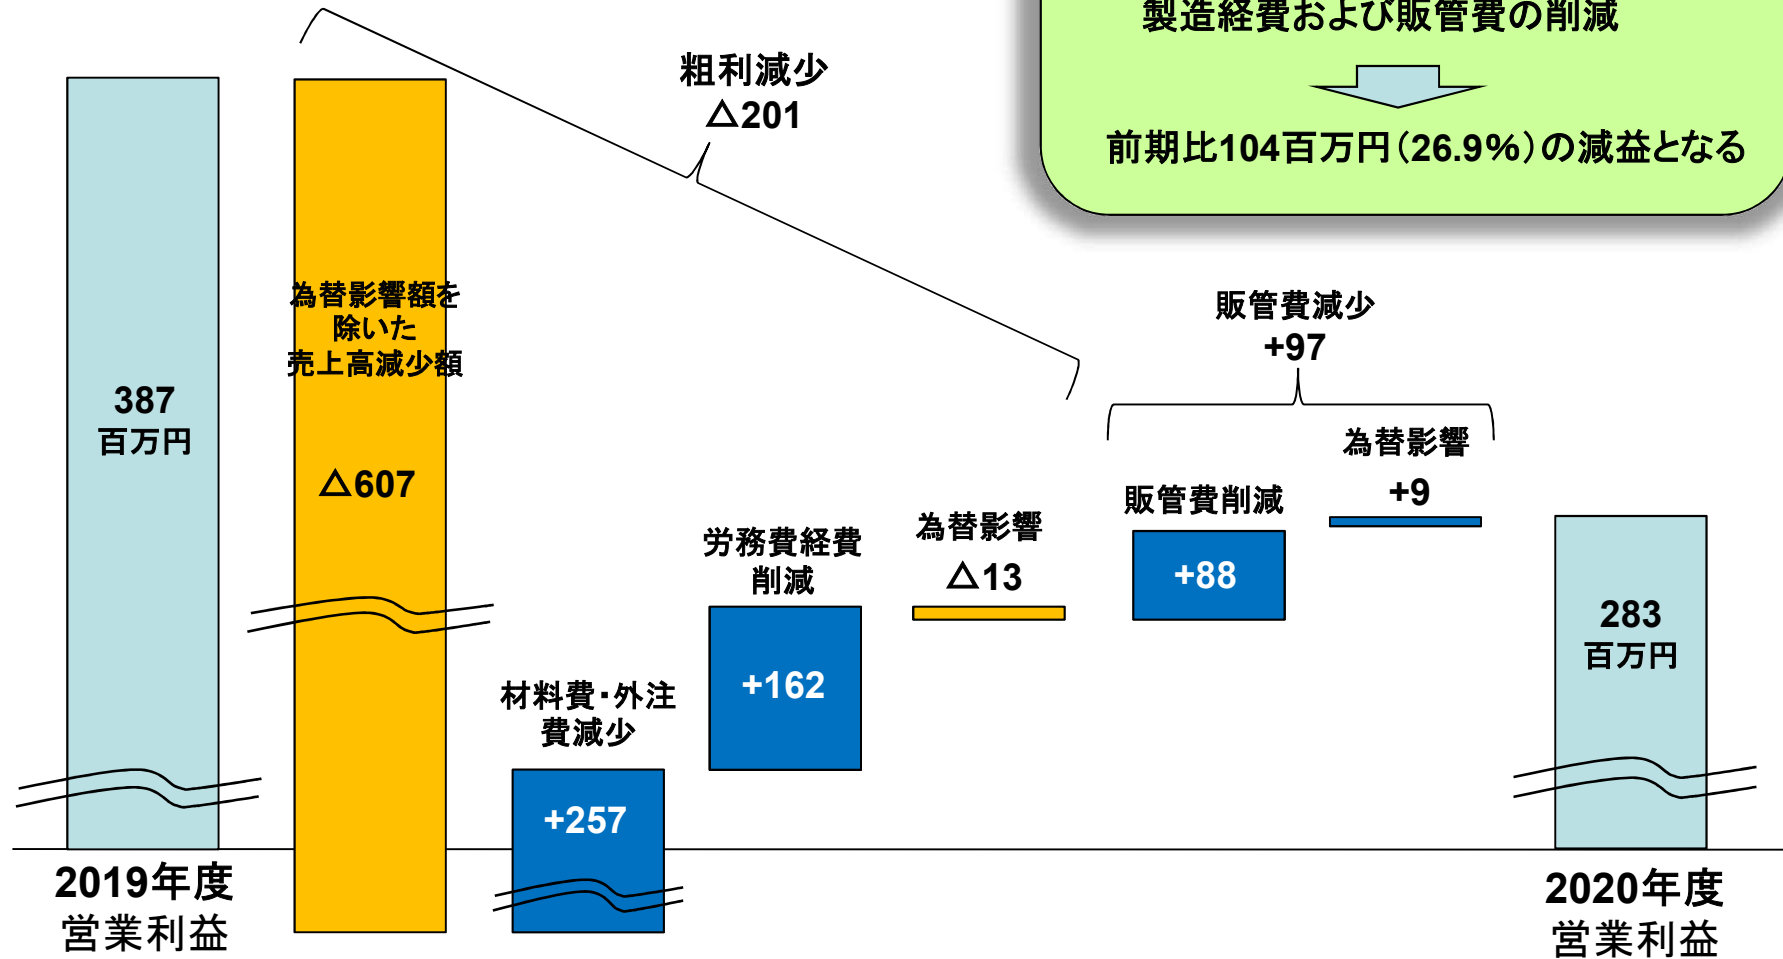 製造経費および販管費の削減
前期比104百万円（26.9％）の減益となる
粗利減少
△201
為替影響額を
除いた
売上高減少額
△607
387
百万円
販管費減少
+97
為替影響
+9
販管費削減
+88
為替影響
△13
労務費経費
削減
+162
材料費・外注
費減少
+257
283
百万円
2019年度
営業利益
2020年度
営業利益